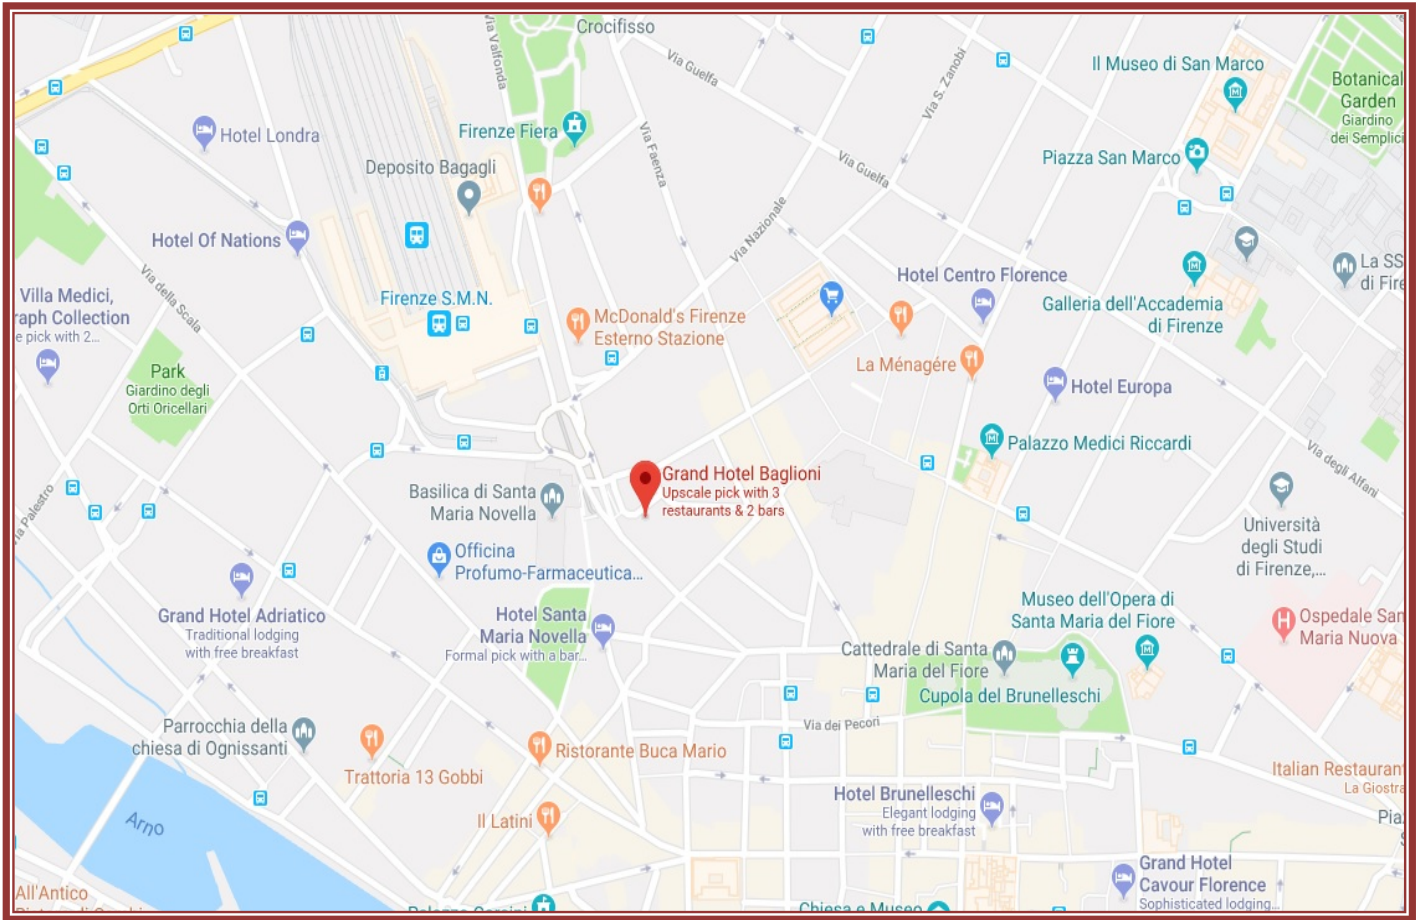 Crocifisso
Via Valfonda
Via Guelfa
Via S. Zanobi
Il Museo di San Marco
Botanical
Garden
Giardino
dei Semplici
Hotel Londra
Firenze Fiera
Via Faenza
Deposito Bagagli
Via Guelfa
Piazza San Marco
Hotel Of Nations
Via Nazionale
Via della Scala
Hotel Centro Florence
La SS
di Fire
Villa Medici,
raph Collection
e pick with 2...
Firenze S.M.N.
McDonald's Firenze
Esterno Stazione
Galleria dell'Accademia
di Firenze
Park
Giardino degli
Orti Oricellari
La Ménagére
Hotel Europa
Palazzo Medici Riccardi
Via degli Alfani
Grand Hotel Baglioni
Upscale pick with 3
restaurants & 2 bars
Basilica di Santa
Maria Novella
Via Palestro
Università
degli Studi
di Firenze,...
Officina
Profumo-Farmaceutica...
Grand Hotel Adriatico
Traditional lodging
with free breakfast
Hotel Santa
Maria Novella
Formal pick with a bar...
Museo dell'Opera di
Santa Maria del Fiore
H
Ospedale San
Maria Nuova
Cattedrale di Santa
Maria del Fiore
Cupola del Brunelleschi
Via dei Pecori
Parrocchia della
chiesa di Ognissanti
Trattoria 13 Gobbi
Ristorante Buca Mario
Italian Restaurant
La Giostra
Hotel Brunelleschi
Elegant lodging
with free breakfast
Il Latini
Arno
Pia
Grand Hotel
Cavour Florence
Sophisticated lodging...
All'Antico
Palazzo Corsini
Chiesa e Museo